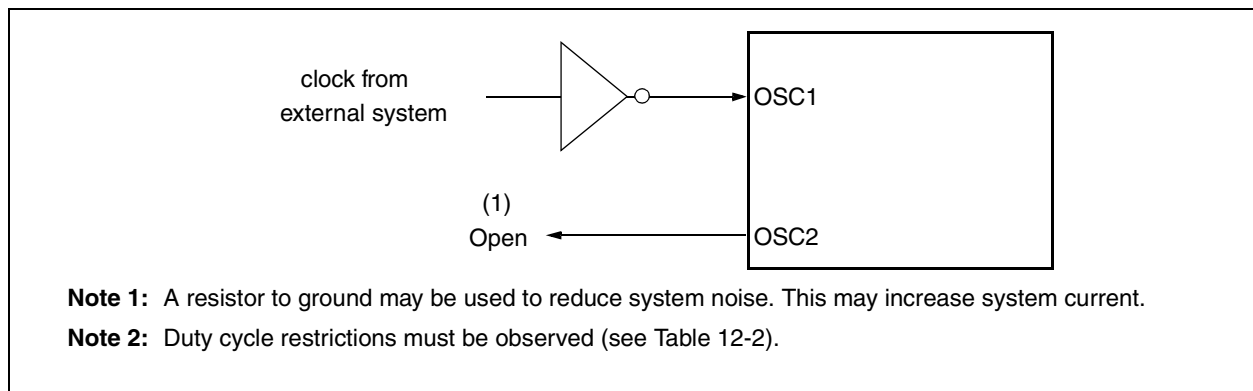 clock from
external system
OSC1
(1)
Open
OSC2
Note 1: A resistor to ground may be used to reduce system noise. This may increase system current.
Note 2: Duty cycle restrictions must be observed (see Table 12-2).